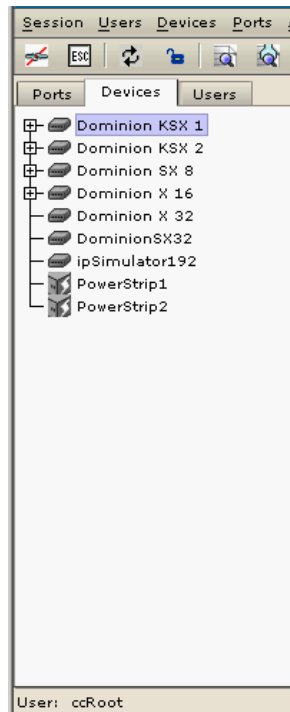 Session Users Devices Ports
ESC
Ports Devices Users
Dominion KSX 1
Dominion KSX 2
Dominion SX 8
Dominion X 16
Dominion X 32
DominionSX32
ipSimulator192
PowerStrip1
PowerStrip2
User: ccRoot